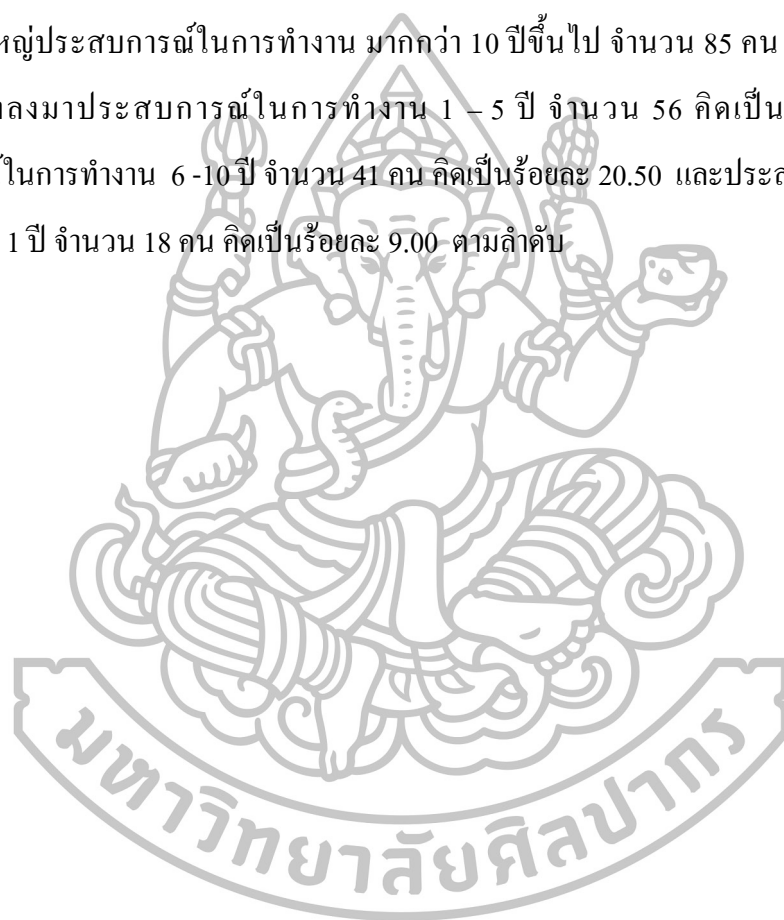 หญ่ประสบการณ์ในการทำงาน มากกว่า 10 ปีขึ้นไป จำนวน 85 คน
ลงมาประสบการณ์ในการทำงาน 1 – 5 ปี จำนวน 56 คิดเป็น
ในการทำงาน 6 -10 ปี จำนวน 41 คน คิดเป็นร้อยละ 20.50 และประส
1 ปี จำนวน 18 คน คิดเป็นร้อยละ 9.00 ตามลำดับ
มหาวิทยาลัยศิลปากร